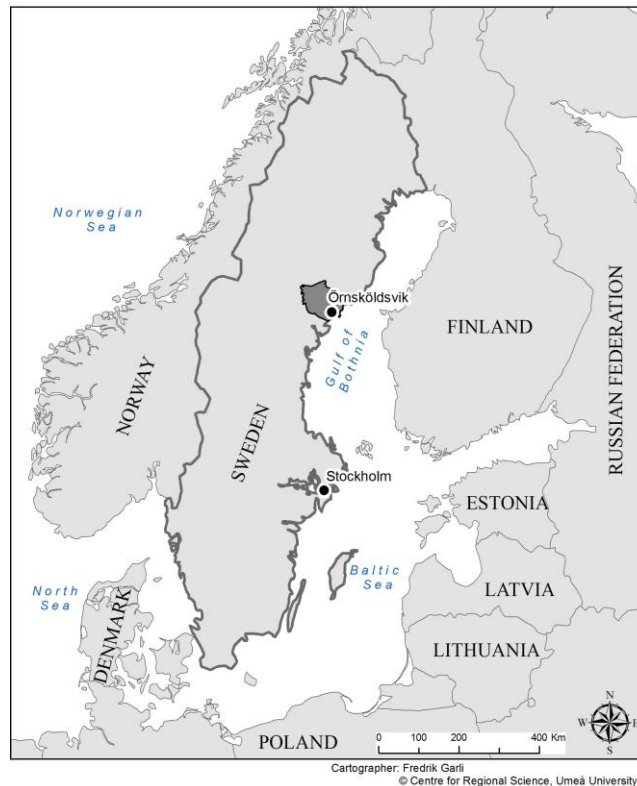 Norwegian
Sea
Örnsköldsvik
Gulf of
Bothnia
FINLAND
RUSSIAN FEDERATION
NORWAY
SWEDEN
Stockholm
ESTONIA
North
Sea
Baltic
Sea
LATVIA
DENMARK
LITHUANIA
POLAND
0 100 200 400 Km
N
W E
S
Cartographer: Fredrik Garli
© Centre for Regional Science, Umeå University